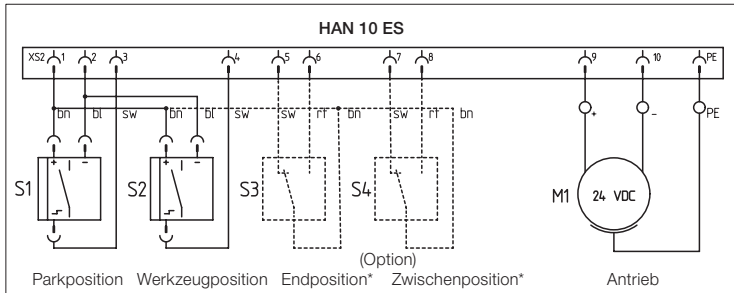 HAN 10 ES
XS2 1 2 3 4 5 6 7 8 9 10 PE
bn bl sw bn bl sw sw rt bn sw rt bn + - PE
+ - + -
S1 S2 S3 S4 M1 24 VDC
(Option)
Parkposition Werkzeugposition Endposition* Zwischenposition* Antrieb